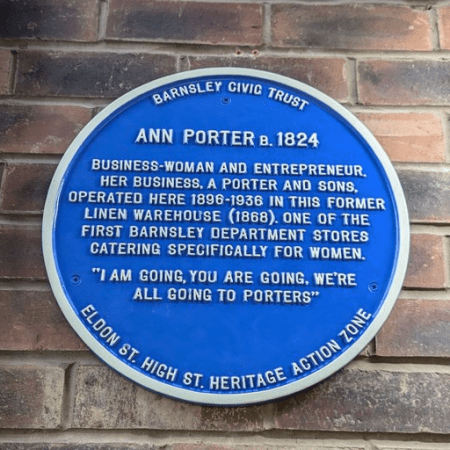 BARNSLEY CIVIC TRUST
ANN PORTER B. 1824
BUSINESS-WOMAN AND ENTREPRENEUR.
HER BUSINESS, A PORTER AND SONS,
OPERATED HERE 1896-1936 IN THIS FORMER
LINEN WAREHOUSE (1868). ONE OF THE
FIRST BARNSLEY DEPARTMENT STORES
CATERING SPECIFICALLY FOR WOMEN.
"I AM GOING, YOU ARE GOING, WE'RE
ALL GOING TO PORTERS"
ELDON ST. HIGH ST. HERITAGE ACTION ZONE